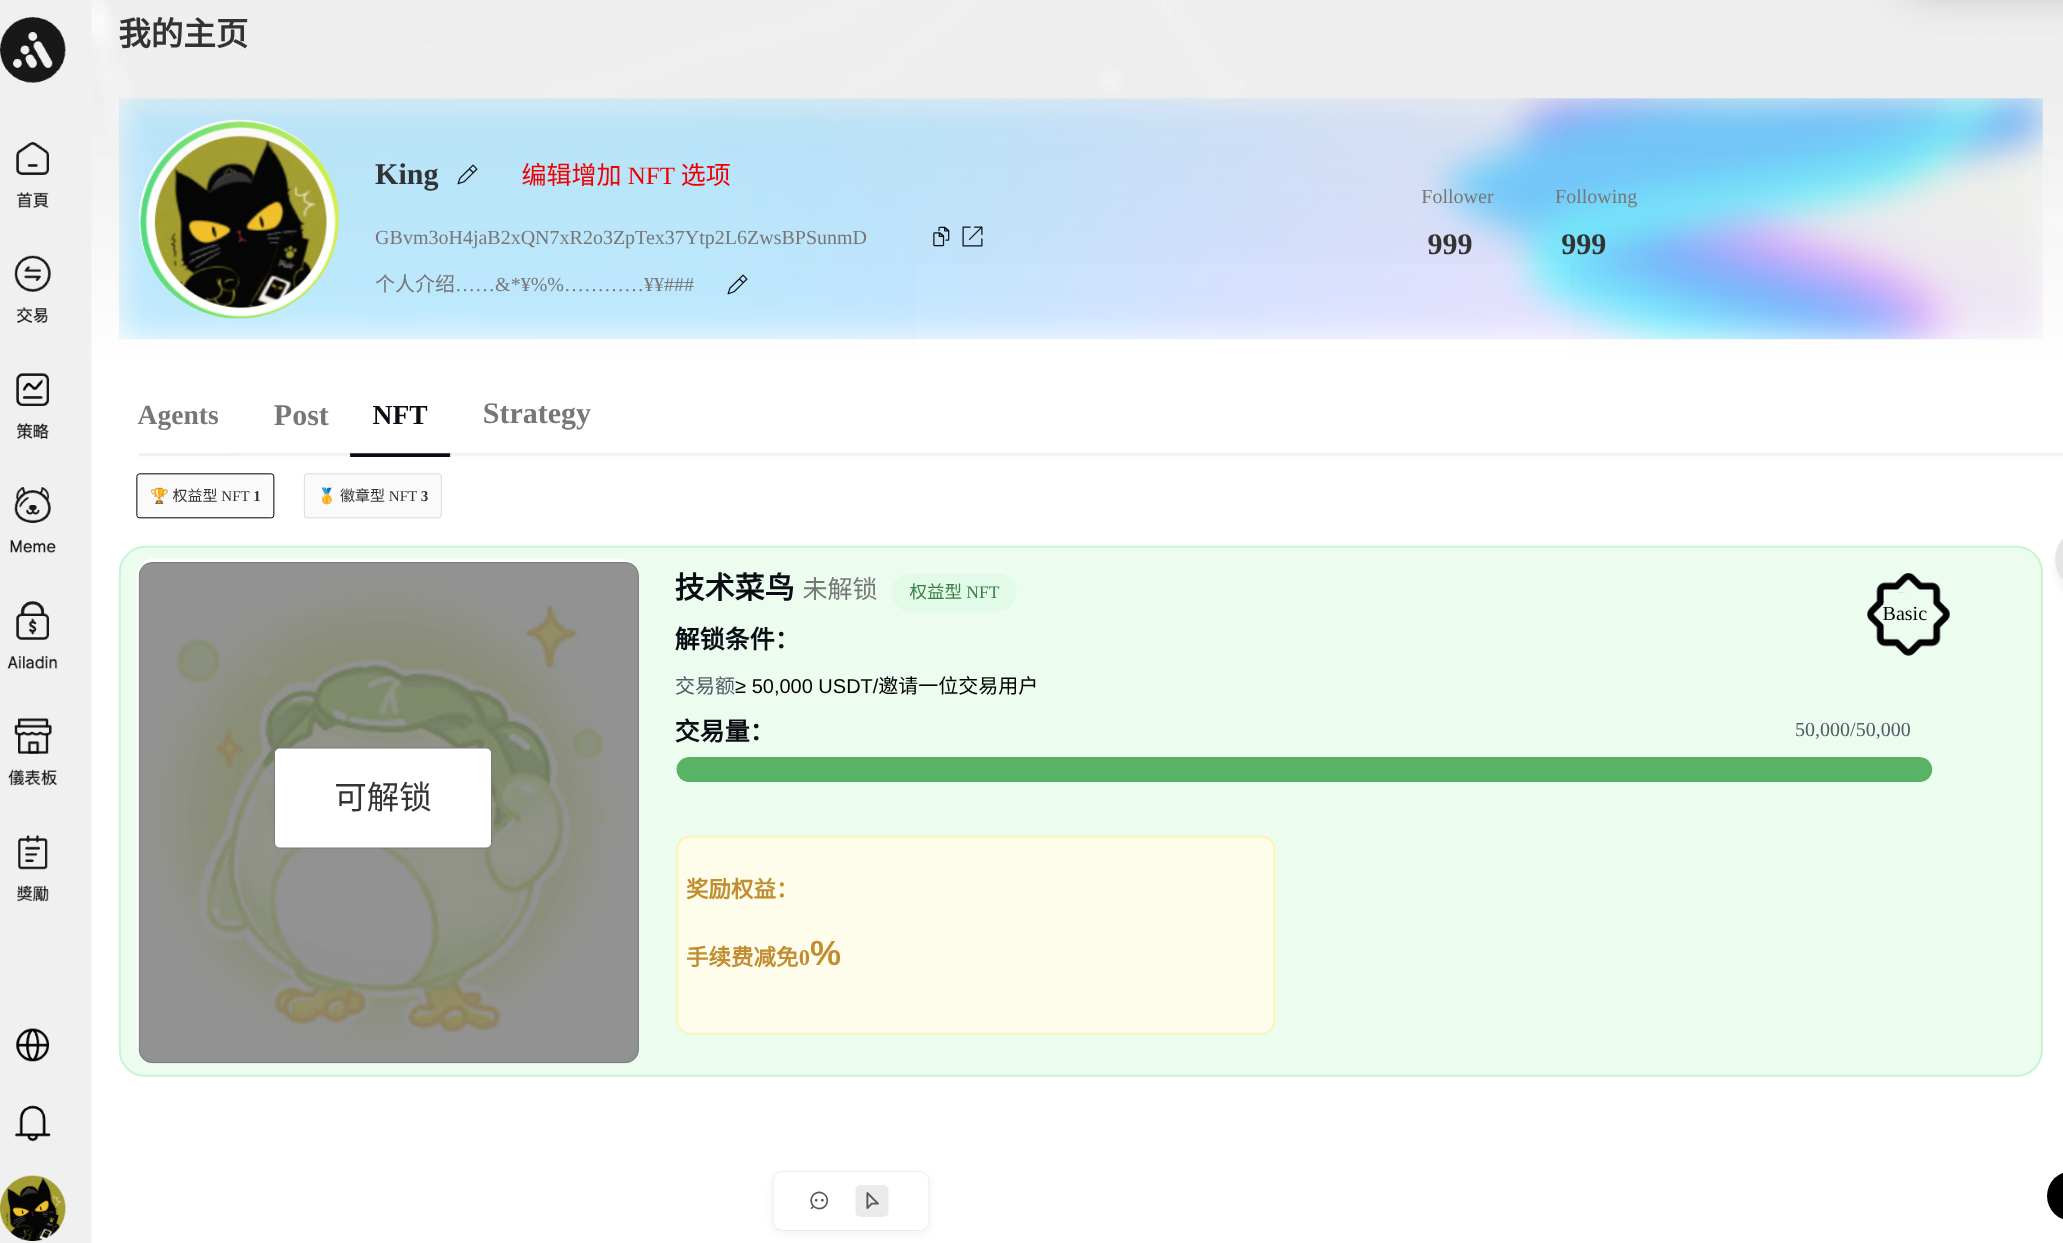 我的主页
首頁
交易
策略
Meme
Ailadin
儀表板
獎勵
King
编辑增加 NFT 选项
GBvm3oH4jaB2xQN7xR2o3ZpTex37Ytp2L6ZwsBPSunmD
个人介绍……&*¥%%…………¥¥###
Follower
999
Following
999
Agents
Post
NFT
Strategy
权益型 NFT 1
徽章型 NFT 3
可解锁
技术菜鸟 未解锁 权益型 NFT
Basic
解锁条件：
交易额≥ 50,000 USDT/邀请一位交易用户
交易量：
50,000/50,000
奖励权益：
手续费减免0%